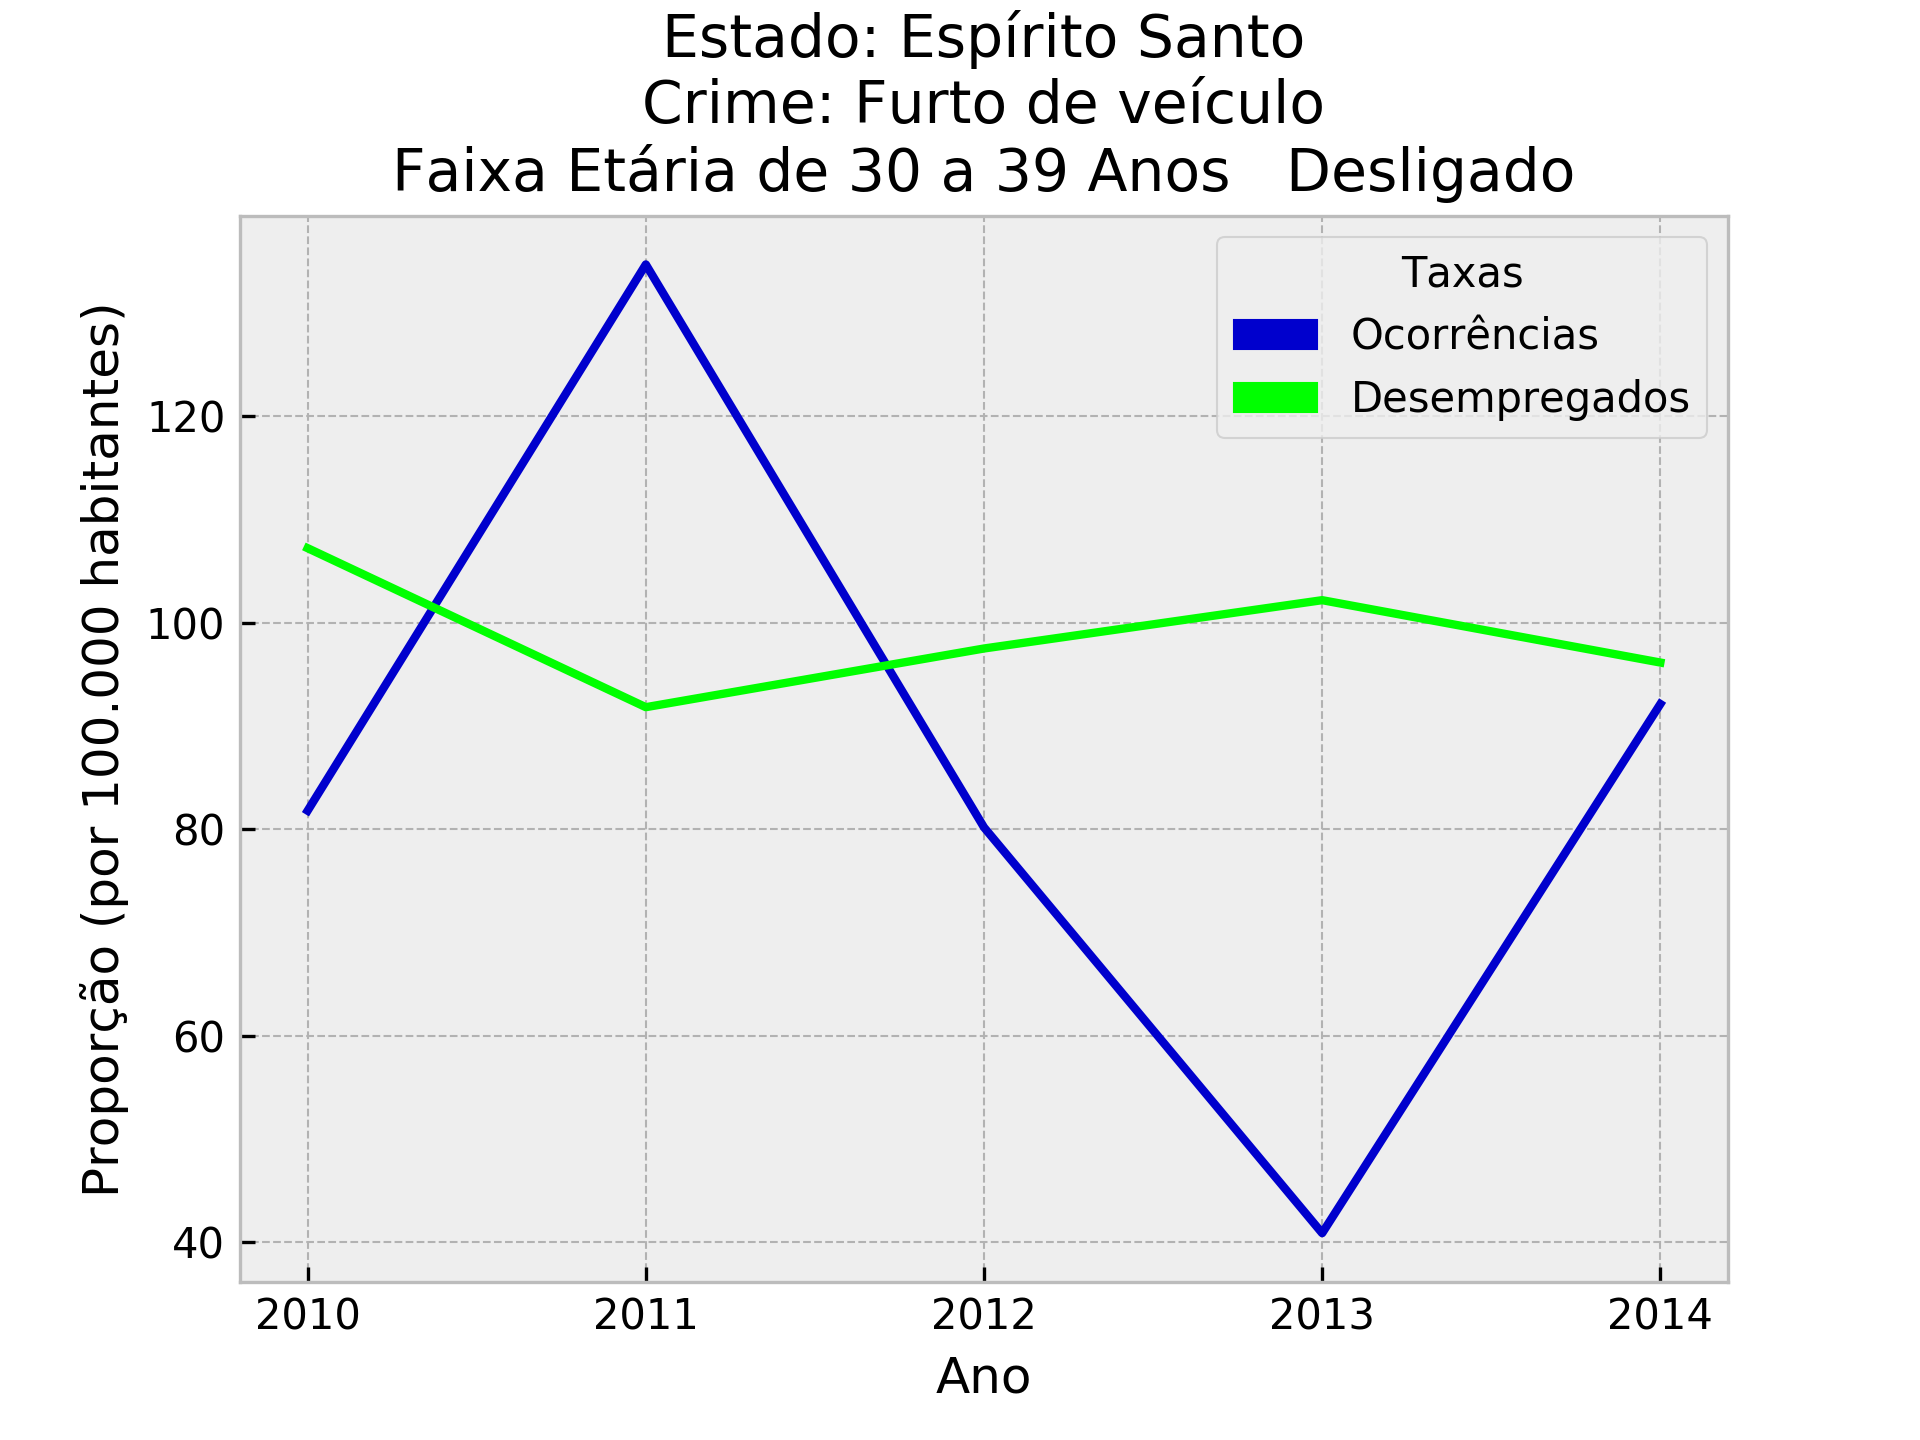 Estado: Espírito Santo
Crime: Furto de veículo
Faixa Etária de 30 a 39 Anos   Desligado
Taxas
Ocorrências
Desempregados
Proporção (por 100.000 habitantes)
120
100
80
60
40
2010 2011 2012 2013 2014
Ano